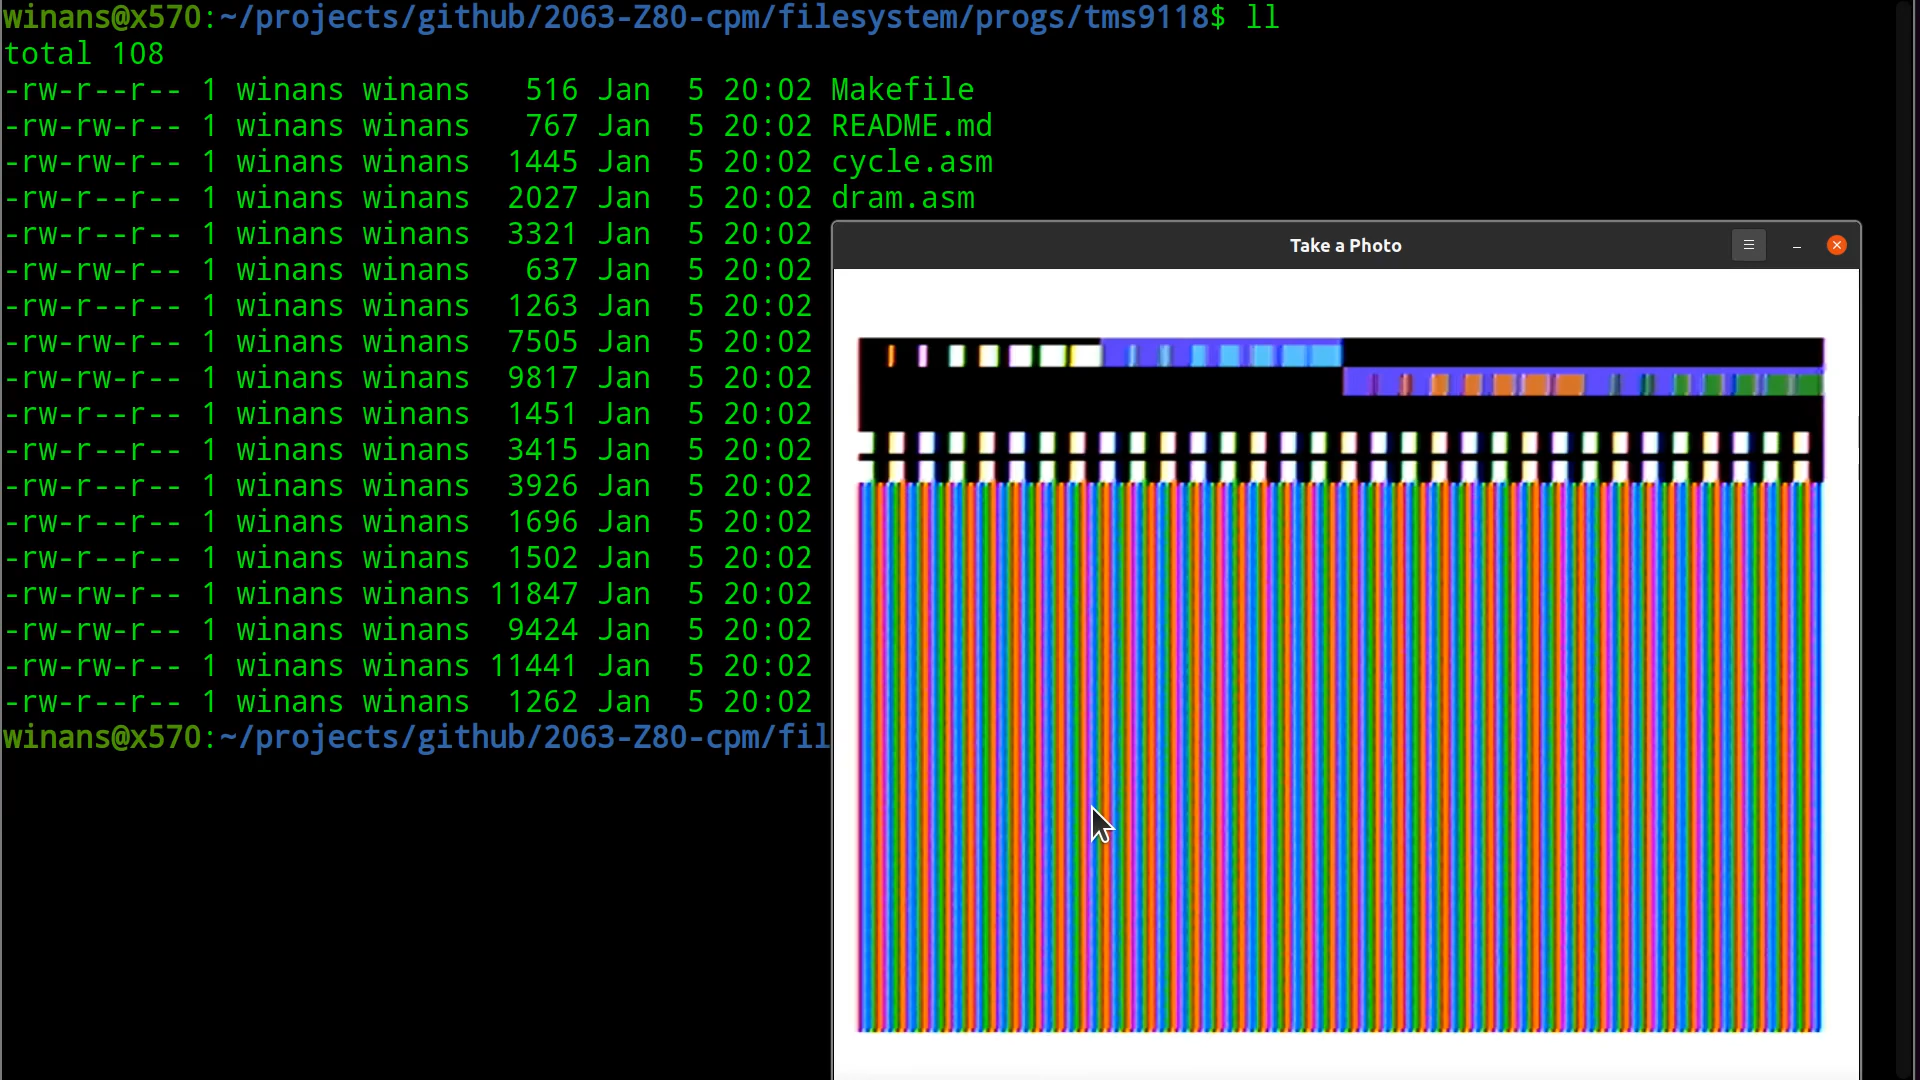 winans@x570:~/projects/github/2063-Z80-cpm/filesystem/progs/tms9118$ ll
total 108
-rw-r--r-- 1 winans winans   516 Jan  5 20:02 Makefile
-rw-rw-r-- 1 winans winans   767 Jan  5 20:02 README.md
-rw-rw-r-- 1 winans winans  1445 Jan  5 20:02 cycle.asm
-rw-rw-r-- 1 winans winans  2027 Jan  5 20:02 dram.asm
-rw-rw-r-- 1 winans winans  3321 Jan  5 20:02
-rw-rw-r-- 1 winans winans   637 Jan  5 20:02
-rw-rw-r-- 1 winans winans  1263 Jan  5 20:02
-rw-rw-r-- 1 winans winans  7505 Jan  5 20:02
-rw-rw-r-- 1 winans winans  9817 Jan  5 20:02
-rw-rw-r-- 1 winans winans  1451 Jan  5 20:02
-rw-rw-r-- 1 winans winans  3415 Jan  5 20:02
-rw-rw-r-- 1 winans winans  3926 Jan  5 20:02
-rw-rw-r-- 1 winans winans  1696 Jan  5 20:02
-rw-rw-r-- 1 winans winans  1502 Jan  5 20:02
-rw-rw-r-- 1 winans winans 11847 Jan  5 20:02
-rw-rw-r-- 1 winans winans  9424 Jan  5 20:02
-rw-rw-r-- 1 winans winans 11441 Jan  5 20:02
-rw-r--r-- 1 winans winans  1262 Jan  5 20:02
winans@x570:~/projects/github/2063-Z80-cpm/fil
Take a Photo